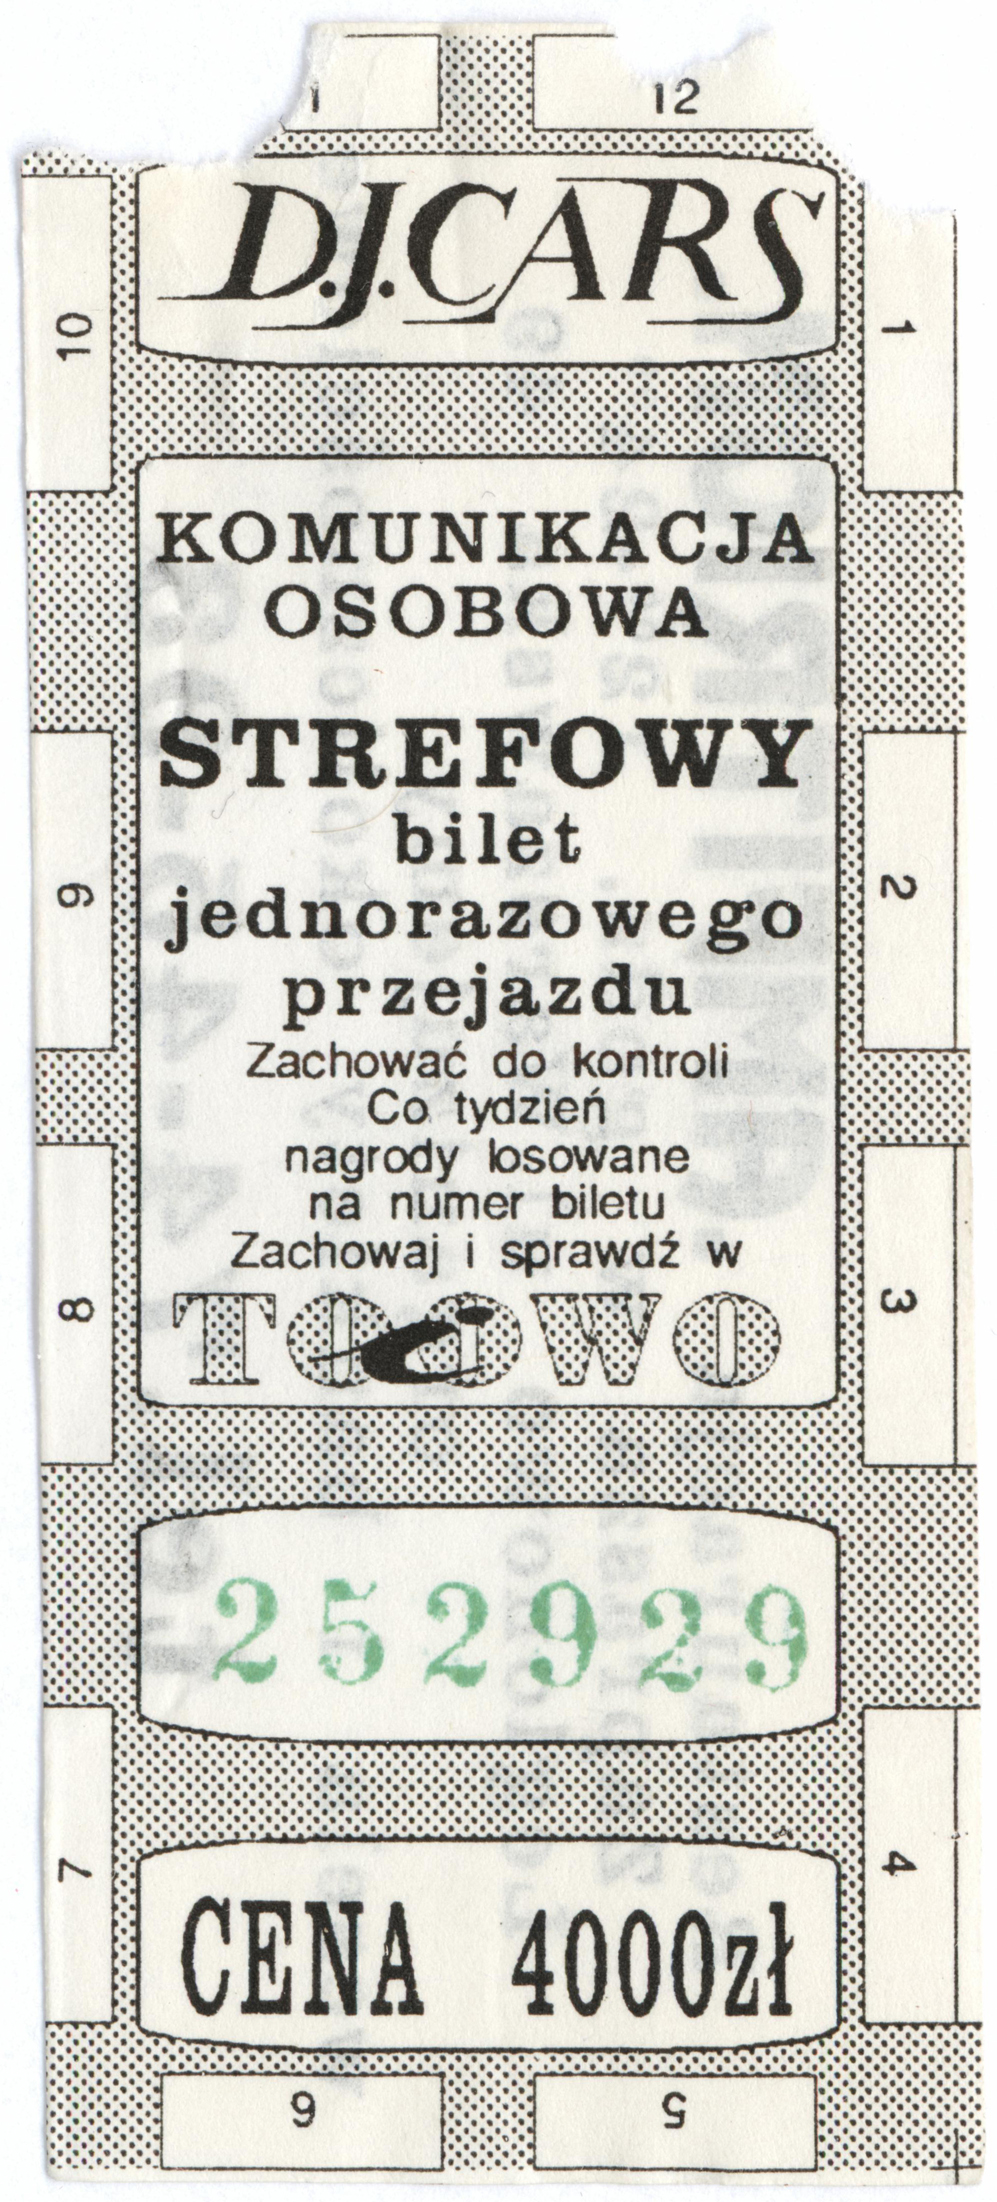 1
12
D.J.CARS
10
1
KOMUNIKACJA
OSOBOWA
STREFOWY
bilet
jednorazowego
przejazdu
9
2
Zachować do kontroli
Co tydzień
nagrody losowane
na numer biletu
Zachowaj i sprawdź w
TOiOWO
8
3
252929
7
4
CENA 4000zł
6
5